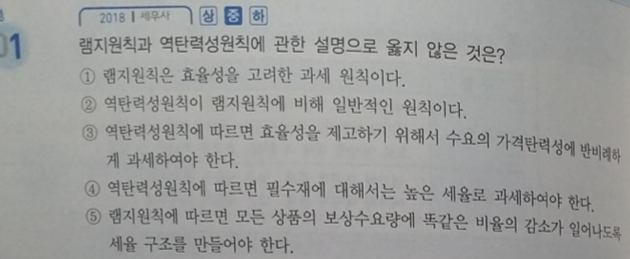 2018 | 세무사 상 중 하
01 램지원칙과 역탄력성원칙에 관한 설명으로 옳지 않은 것은?
① 램지원칙은 효율성을 고려한 과세 원칙이다.
② 역탄력성원칙이 램지원칙에 비해 일반적인 원칙이다.
③ 역탄력성원칙에 따르면 효율성을 제고하기 위해서 수요의 가격탄력성에 반비례하
게 과세하여야 한다.
④ 역탄력성원칙에 따르면 필수재에 대해서는 높은 세율로 과세하여야 한다.
⑤ 램지원칙에 따르면 모든 상품의 보상수요량에 똑같은 비율의 감소가 일어나도록
세율 구조를 만들어야 한다.